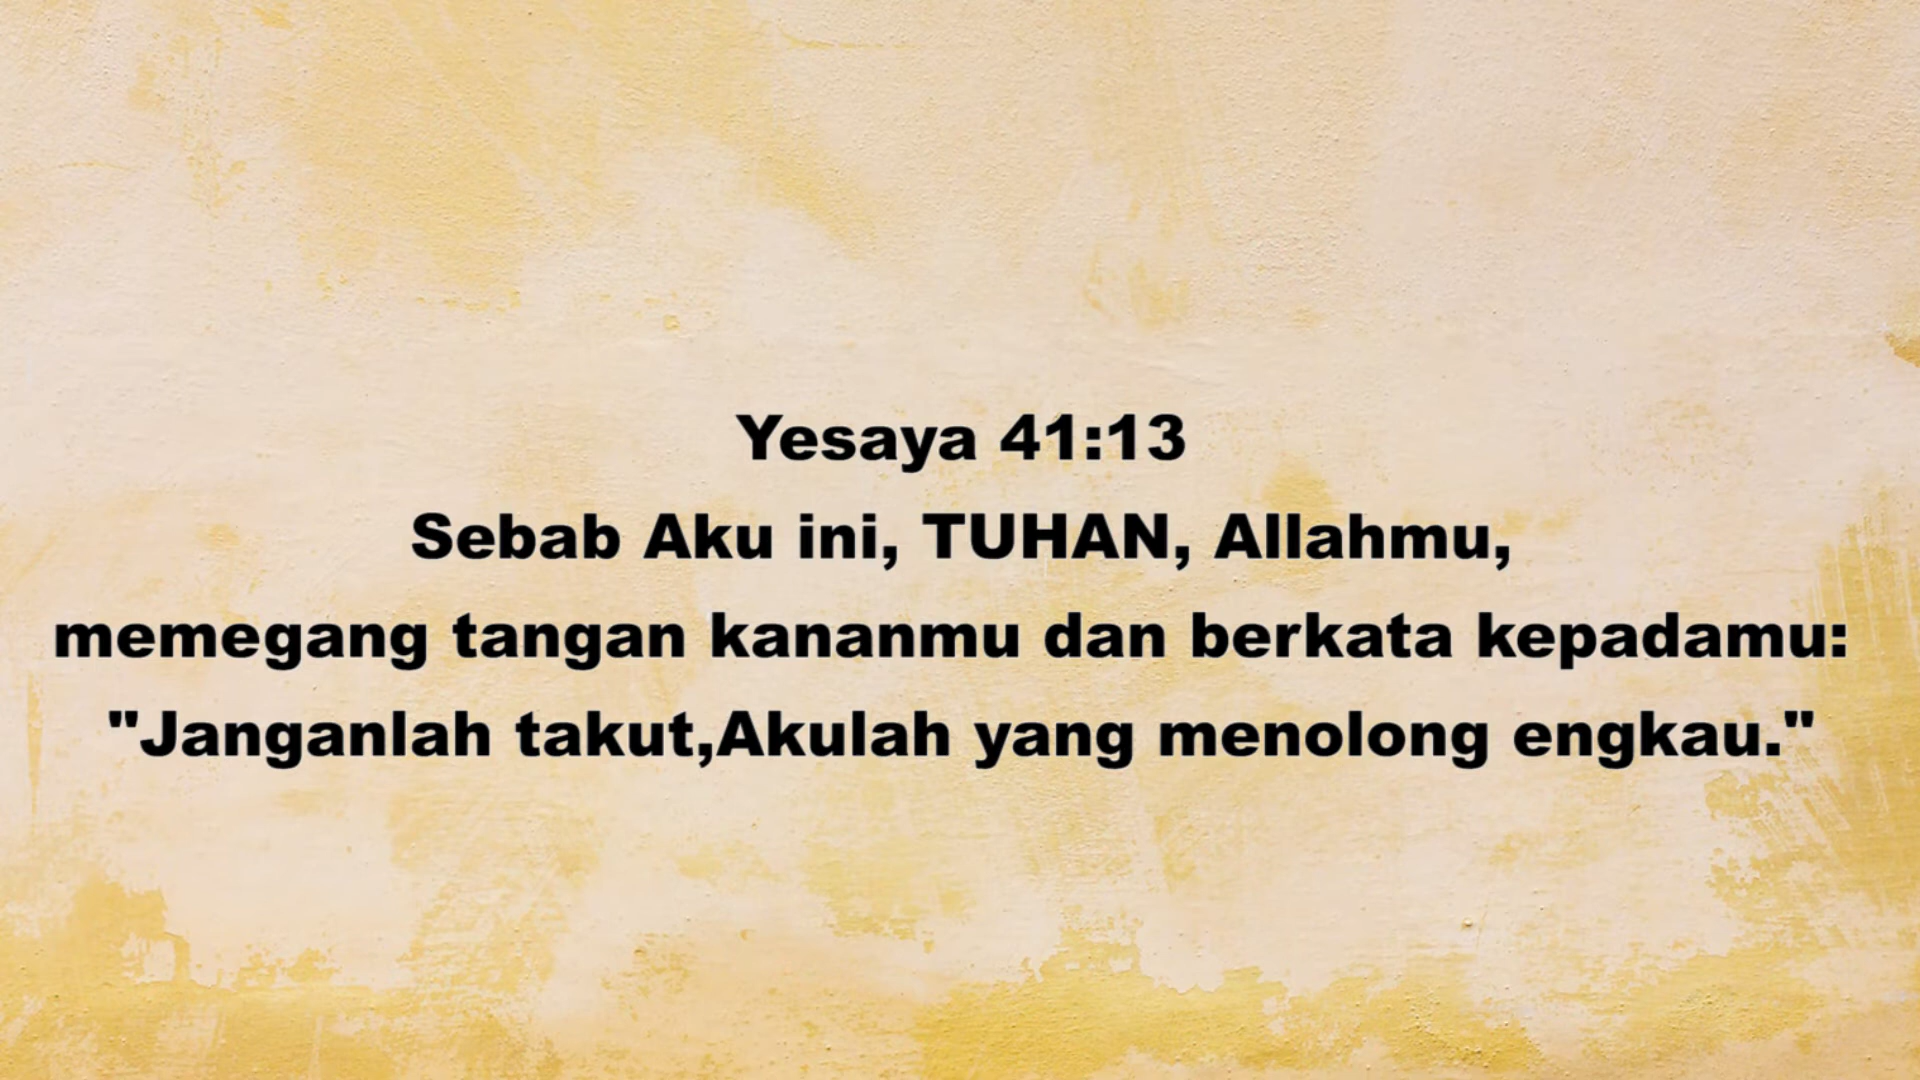 Yesaya 41:13
Sebab Aku ini, TUHAN, Allahmu,
memegang tangan kananmu dan berkata kepadamu:
"Janganlah takut,Akulah yang menolong engkau."